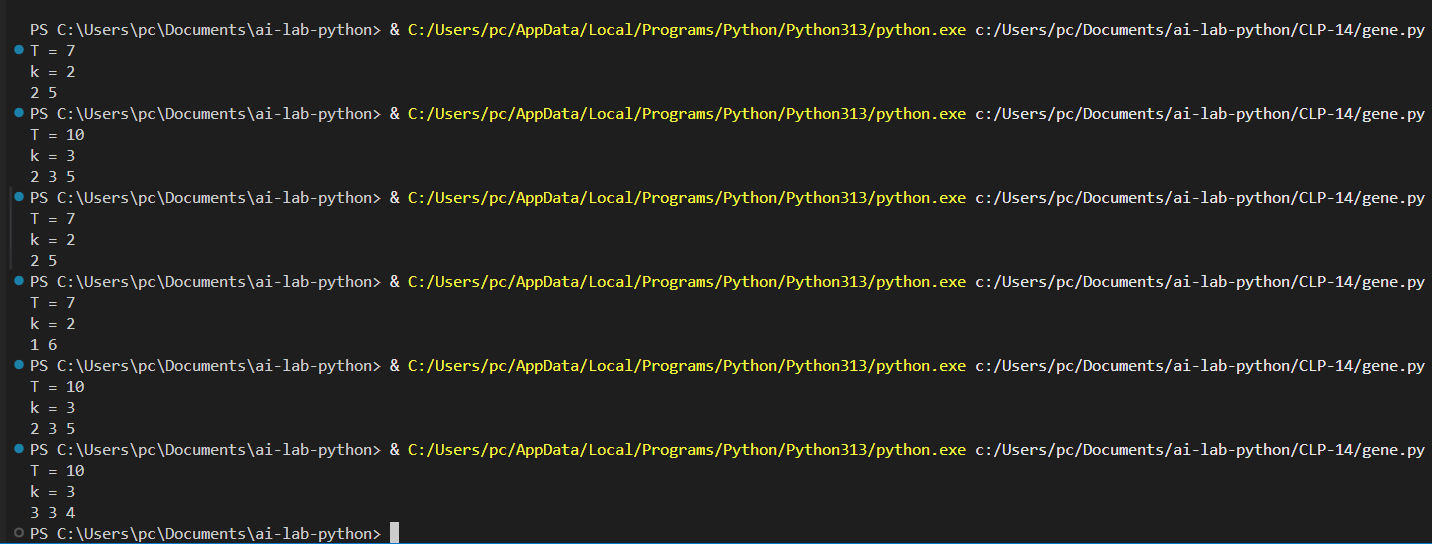 PS C:\Users\pc\Documents\ai-lab-python> & C:/Users/pc/AppData/Local/Programs/Python/Python313/python.exe c:/Users/pc/Documents/ai-lab-python/CLP-14/gene.py
T = 7
k = 2
2 5
PS C:\Users\pc\Documents\ai-lab-python> & C:/Users/pc/AppData/Local/Programs/Python/Python313/python.exe c:/Users/pc/Documents/ai-lab-python/CLP-14/gene.py
T = 10
k = 3
2 3 5
PS C:\Users\pc\Documents\ai-lab-python> & C:/Users/pc/AppData/Local/Programs/Python/Python313/python.exe c:/Users/pc/Documents/ai-lab-python/CLP-14/gene.py
T = 7
k = 2
2 5
PS C:\Users\pc\Documents\ai-lab-python> & C:/Users/pc/AppData/Local/Programs/Python/Python313/python.exe c:/Users/pc/Documents/ai-lab-python/CLP-14/gene.py
T = 7
k = 2
1 6
PS C:\Users\pc\Documents\ai-lab-python> & C:/Users/pc/AppData/Local/Programs/Python/Python313/python.exe c:/Users/pc/Documents/ai-lab-python/CLP-14/gene.py
T = 10
k = 3
2 3 5
PS C:\Users\pc\Documents\ai-lab-python> & C:/Users/pc/AppData/Local/Programs/Python/Python313/python.exe c:/Users/pc/Documents/ai-lab-python/CLP-14/gene.py
T = 10
k = 3
3 3 4
PS C:\Users\pc\Documents\ai-lab-python>